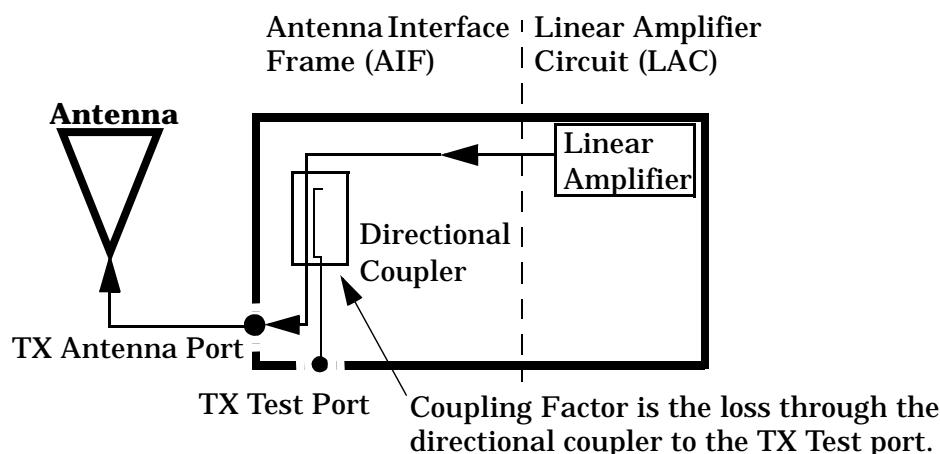 Antenna Interface
Frame (AIF)
Linear Amplifier
Circuit (LAC)
Antenna
Linear
Amplifier
Directional
Coupler
TX Antenna Port
TX Test Port
Coupling Factor is the loss through the
directional coupler to the TX Test port.